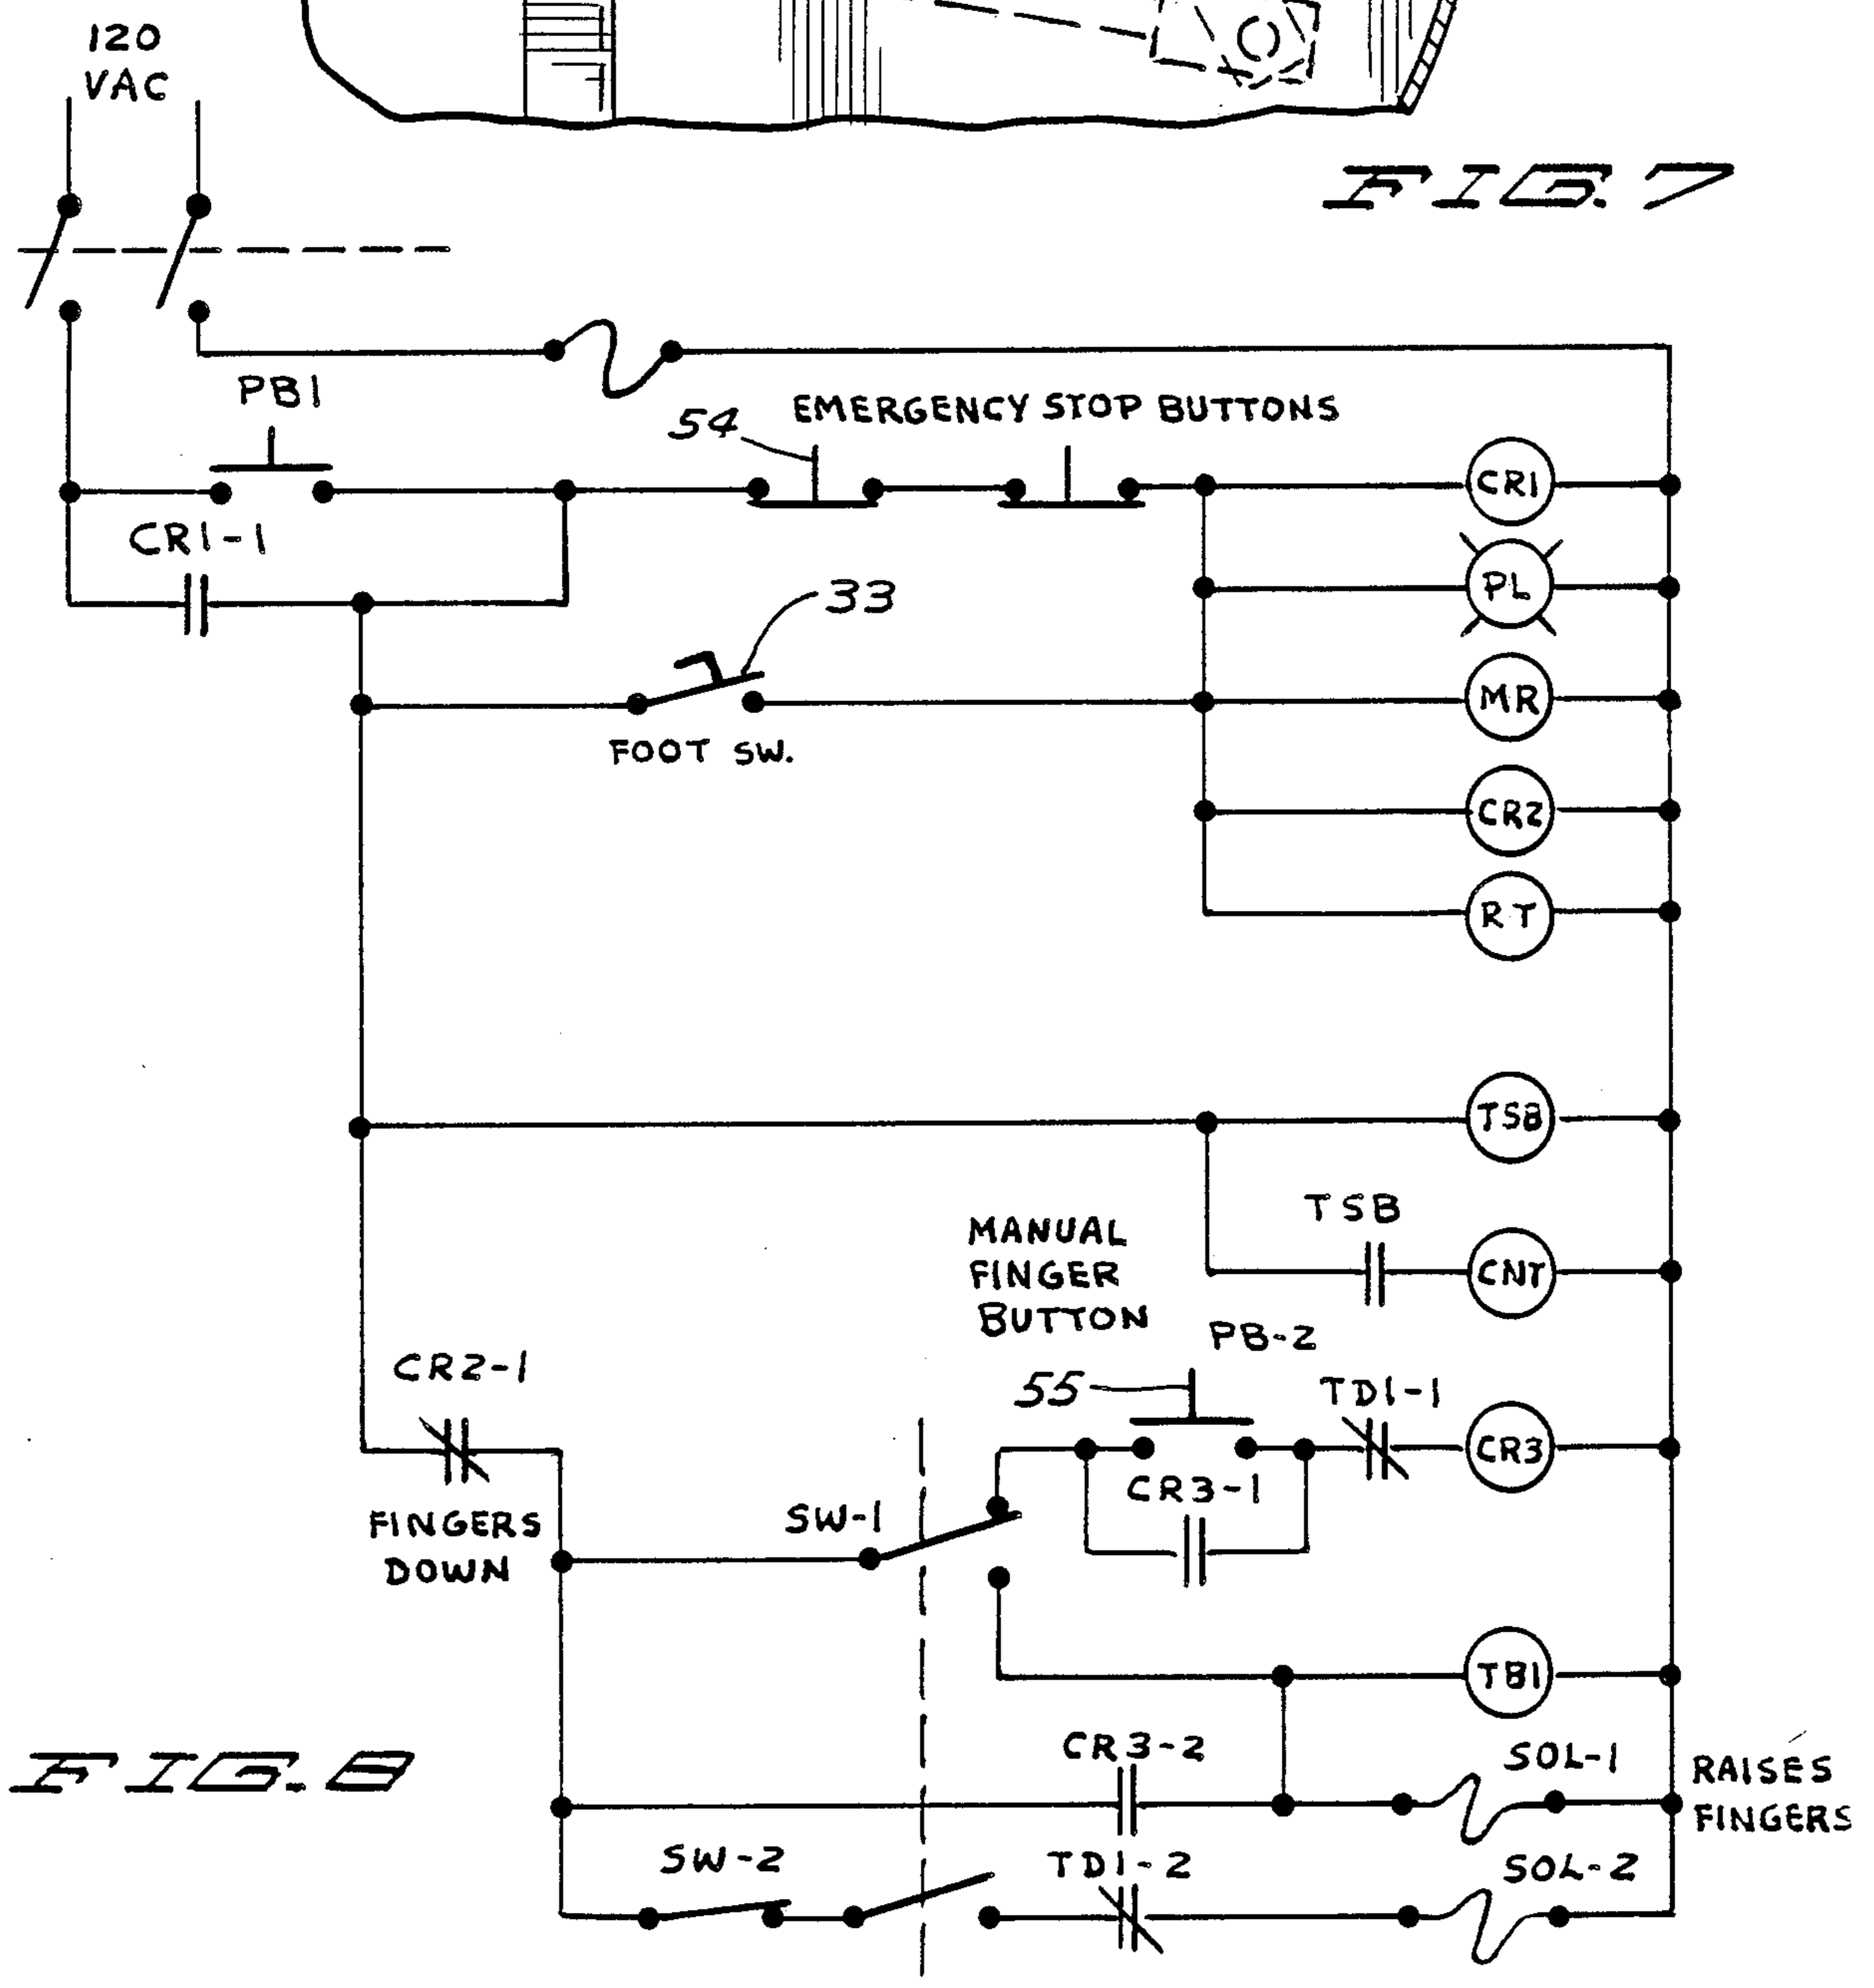 120
VAC
FIG. 7
PB1
54
EMERGENCY STOP BUTTONS
CR1
CR1-1
PL
33
MR
FOOT SW.
CR2
RT
TSB
TSB
MANUAL
FINGER
BUTTON
CNT
PB-2
CR2-1
55
TD1-1
CR3
CR3-1
FINGERS
DOWN
SW-1
TB1
CR3-2
FIG. 8
SOL-1
RAISES
FINGERS
SW-2
TD1-2
SOL-2